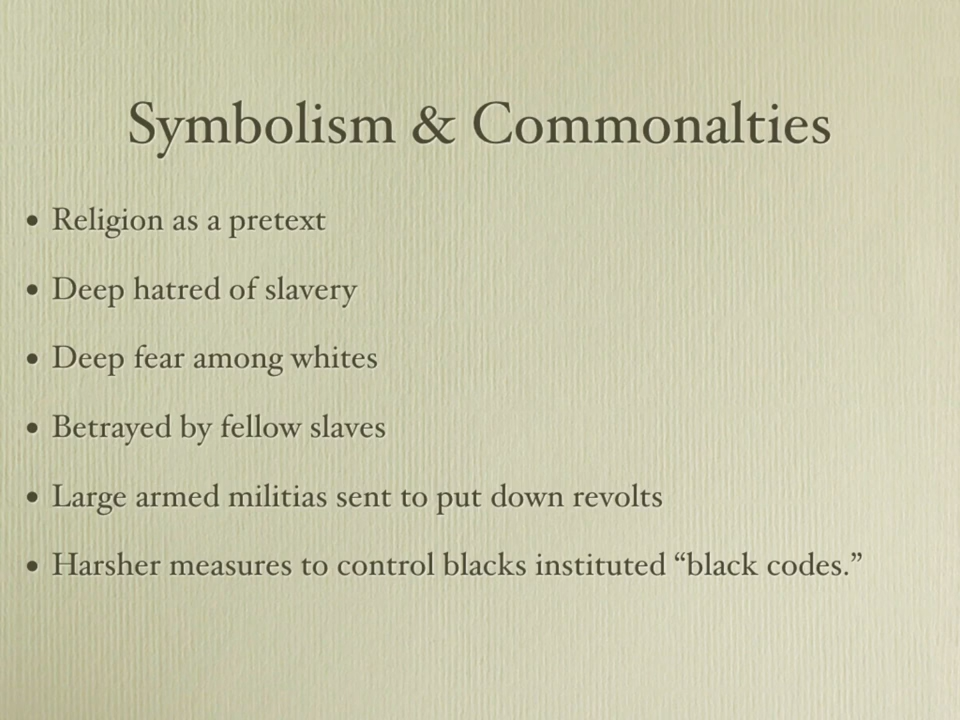 Symbolism & Commonalties
• Religion as a pretext
• Deep hatred of slavery
• Deep fear among whites
• Betrayed by fellow slaves
• Large armed militias sent to put down revolts
• Harsher measures to control blacks instituted “black codes.”